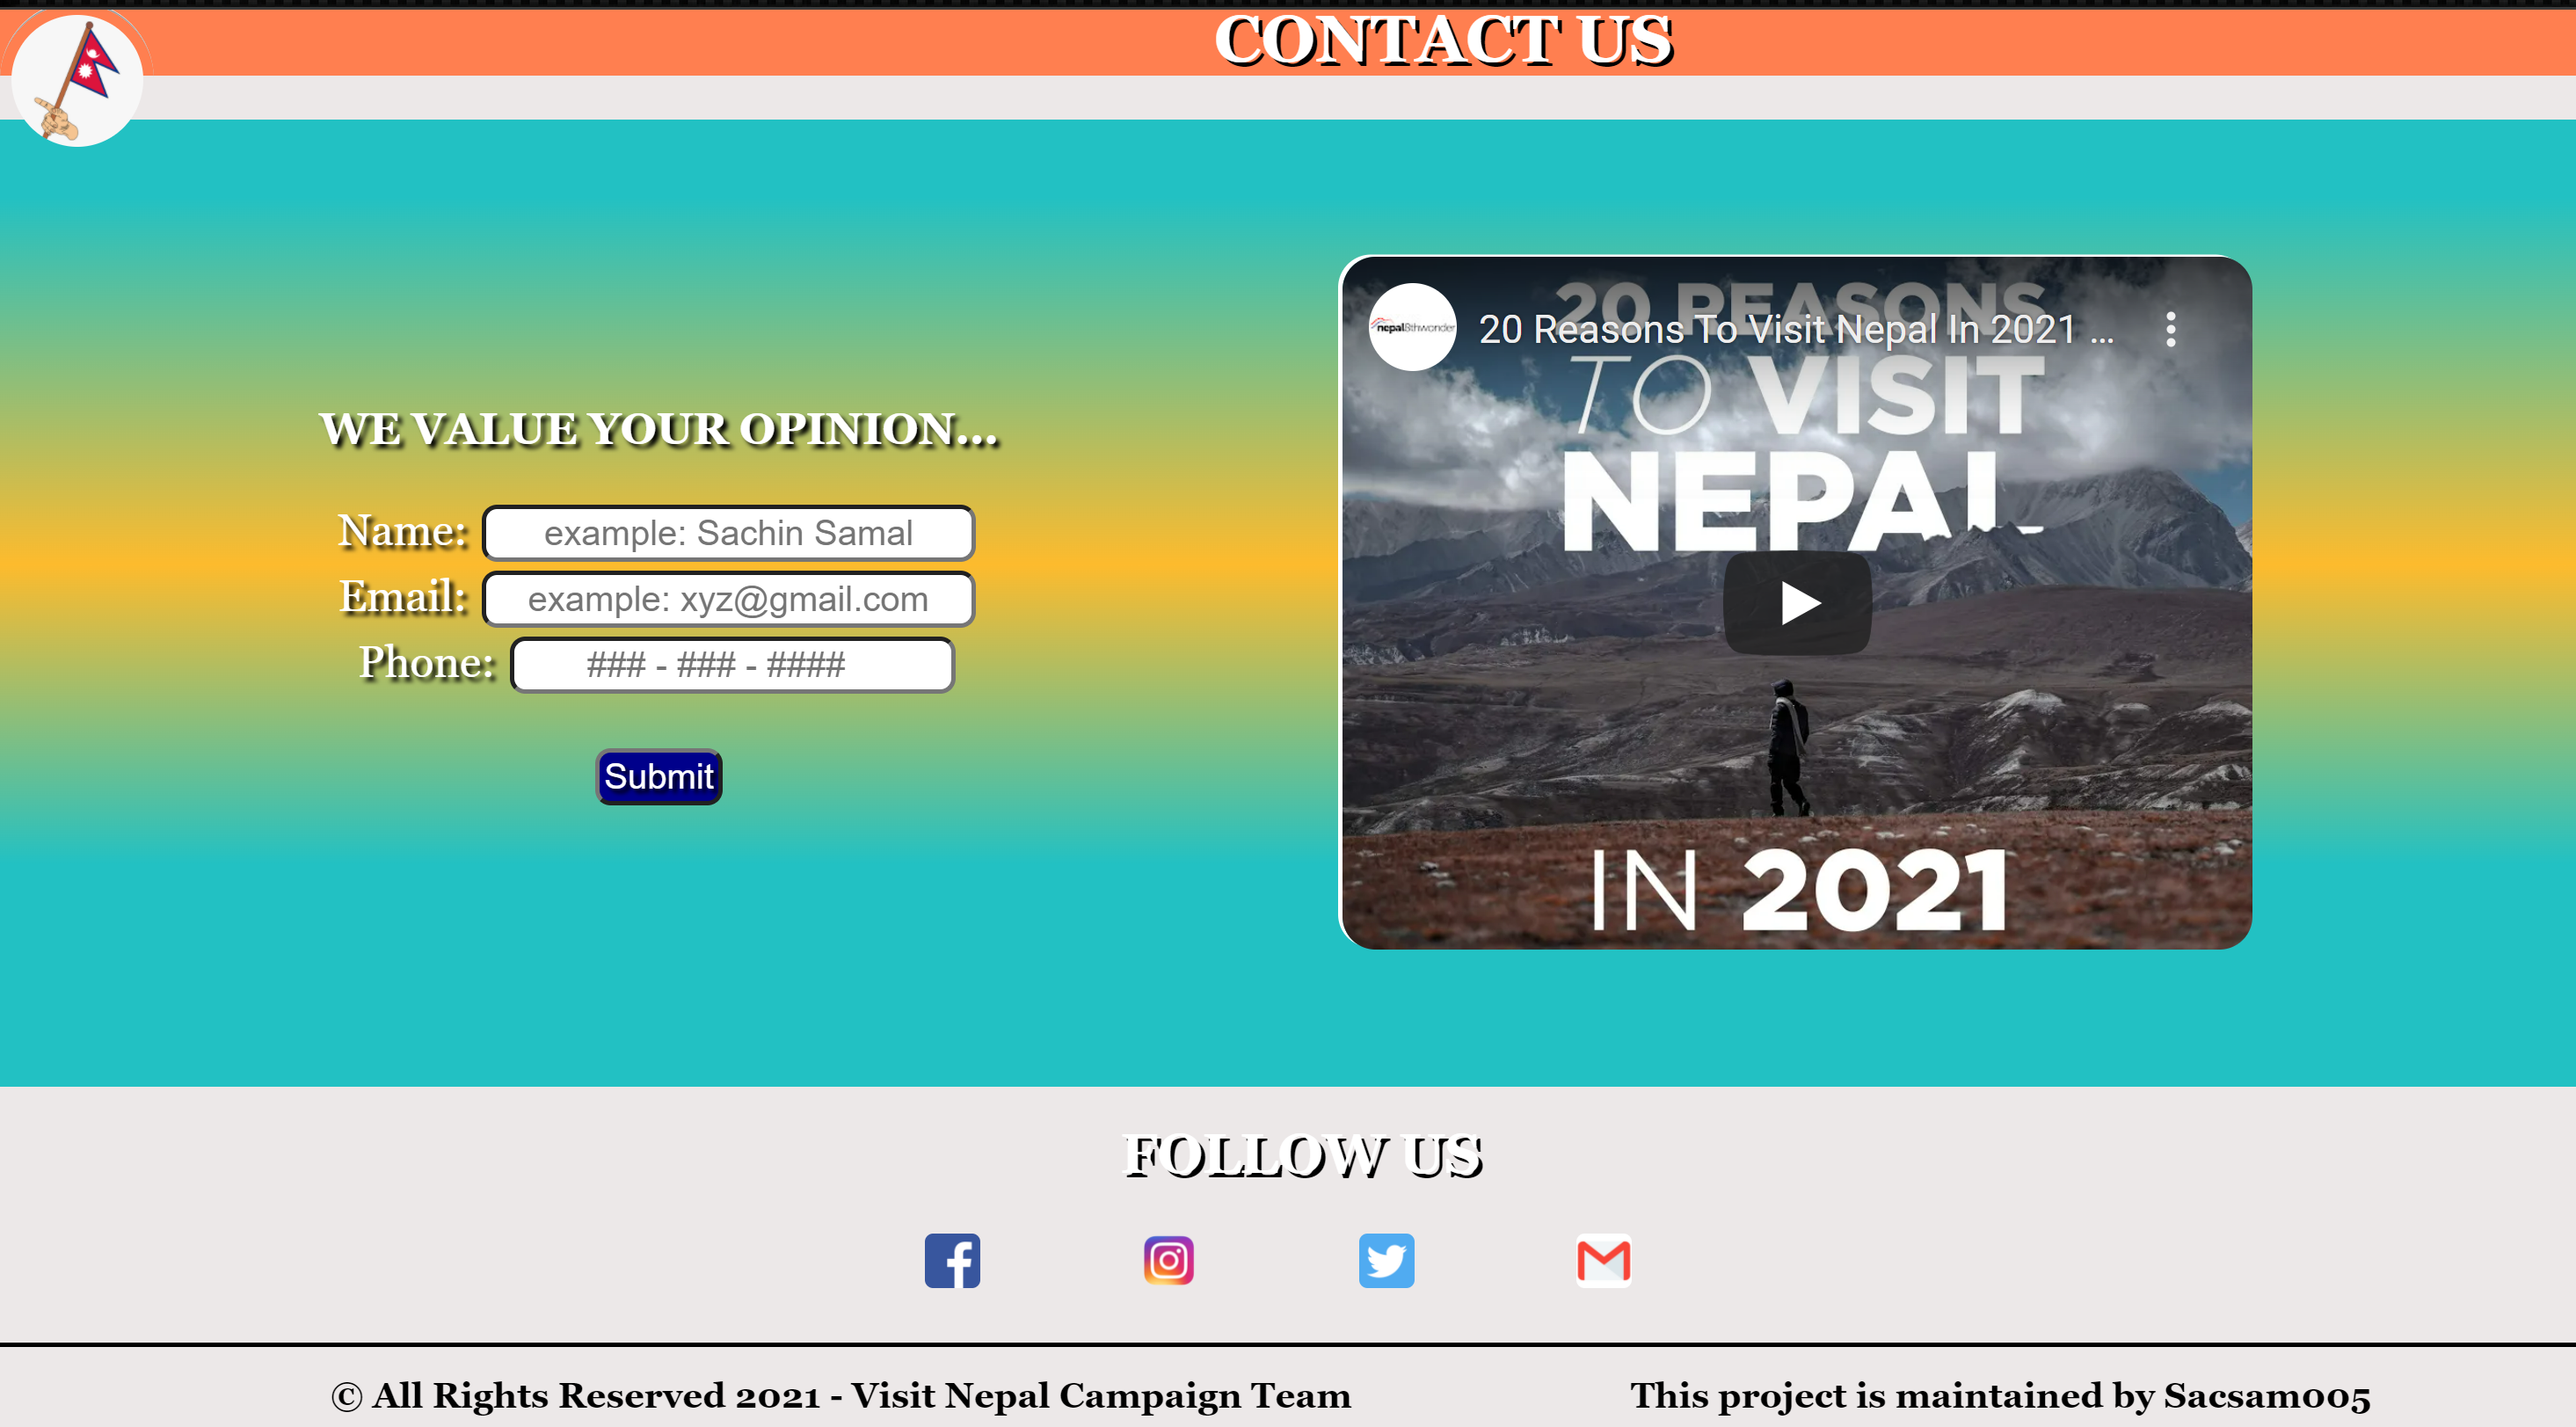 CONTACT US
WE VALUE YOUR OPINION...
Name: example: Sachin Samal
Email: example: xyz@gmail.com
Phone: ### - ### - ####
Submit
nepal8thwonder
20 Reasons To Visit Nepal In 2021 ...
20 REASONS
TO VISIT
NEPAL
IN 2021
FOLLOW US
© All Rights Reserved 2021 - Visit Nepal Campaign Team
This project is maintained by Sacsam005